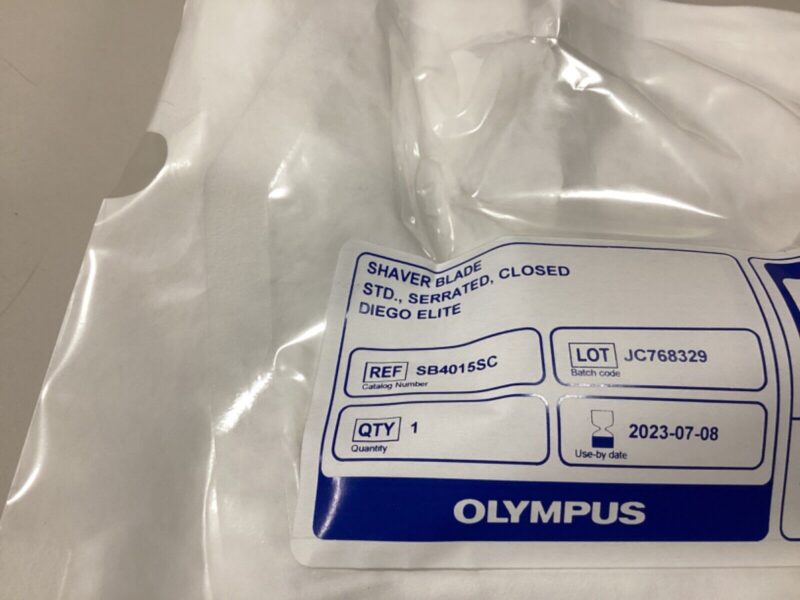 SHAVER BLADE
STD., SERRATED, CLOSED
DIEGO ELITE
REF SB4015SC
Catalog Number
LOT JC768329
Batch code
QTY 1
Quantity
2023-07-08
Use-by date
OLYMPUS